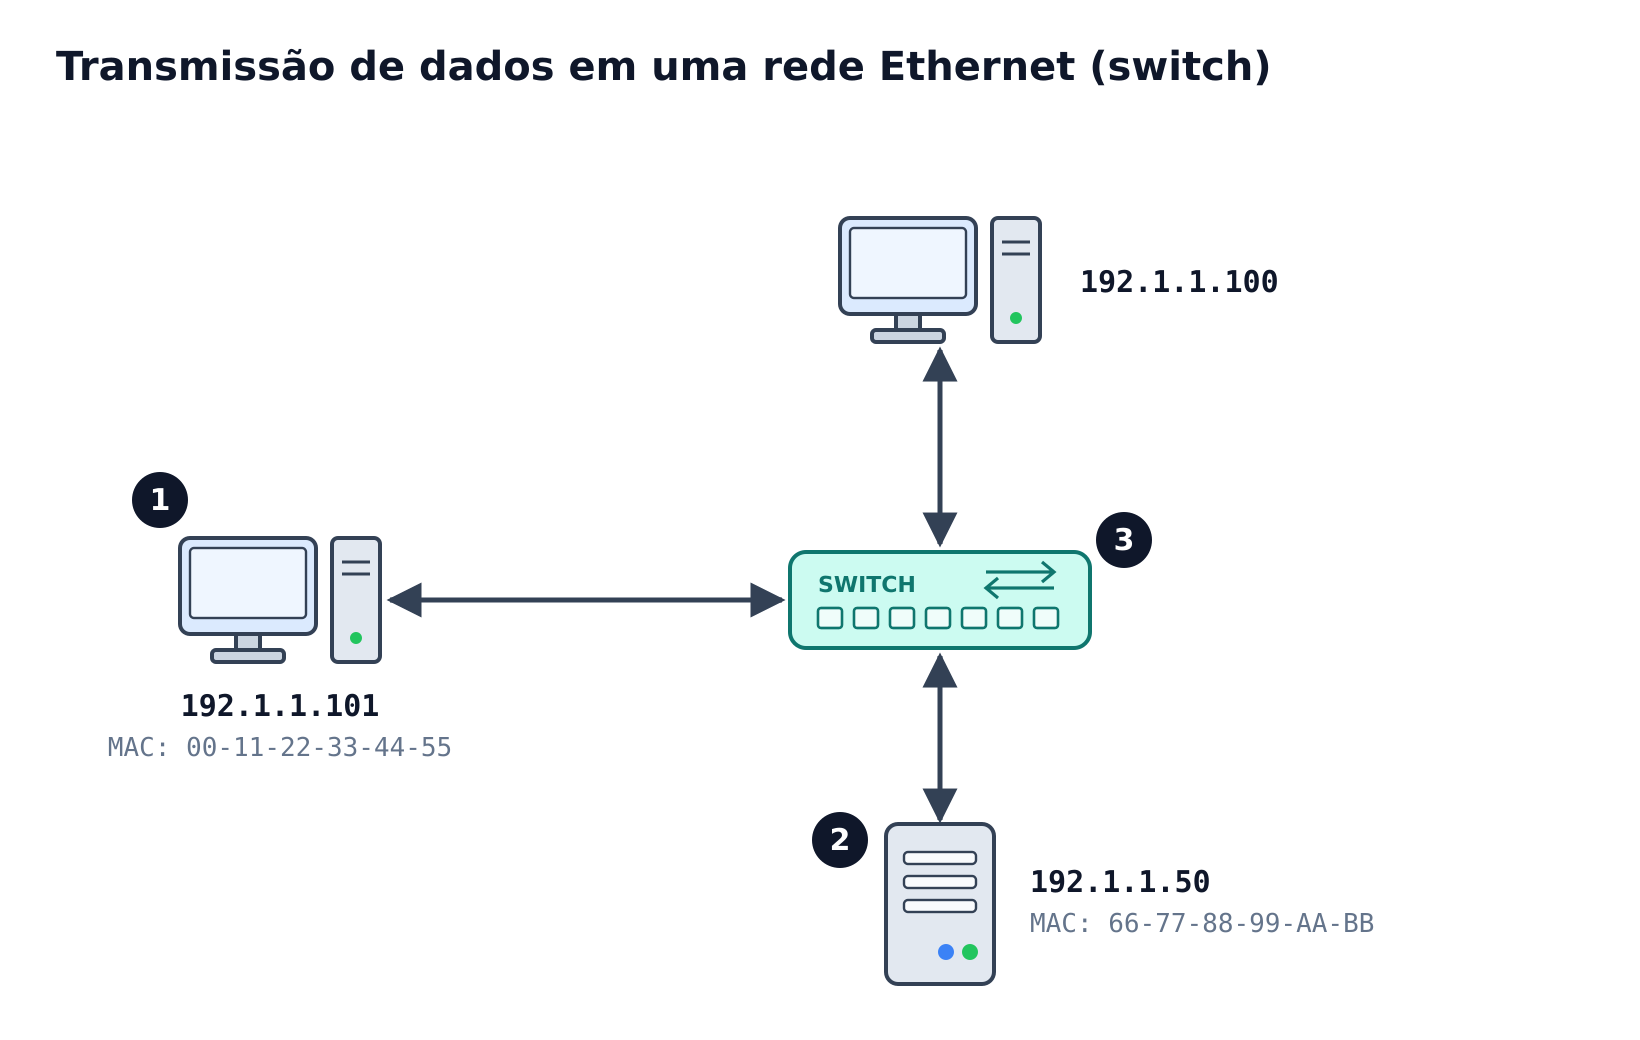 Transmissão de dados em uma rede Ethernet (switch)
192.1.1.100
1
3
SWITCH
192.1.1.101
MAC: 00-11-22-33-44-55
2
192.1.1.50
MAC: 66-77-88-99-AA-BB